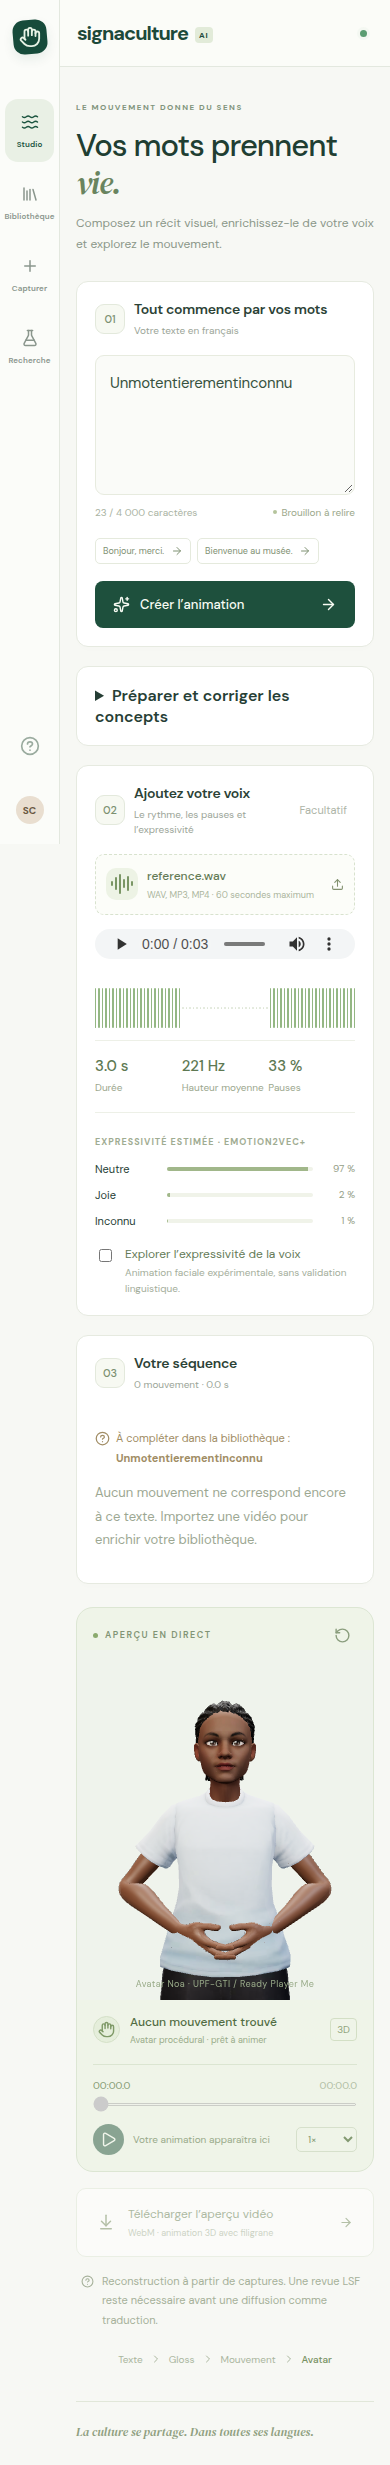 signaculture AI
Studio
Bibliothèque
Capturer
Recherche
SC
LE MOUVEMENT DONNE DU SENS
Vos mots prennent
vie.
Composez un récit visuel, enrichissez-le de votre voix
et explorez le mouvement.
01
Tout commence par vos mots
Votre texte en français
Unmotentierementinconnu
23 / 4 000 caractères
Brouillon à relire
Bonjour, merci.
Bienvenue au musée.
Créer l'animation
Préparer et corriger les
concepts
02
Ajoutez votre voix
Le rythme, les pauses et
l'expressivité
Facultatif
reference.wav
WAV, MP3, MP4 · 60 secondes maximum
0:00 / 0:03
3.0 s
221 Hz
33 %
Durée
Hauteur moyenne
Pauses
EXPRESSIVITÉ ESTIMÉE · EMOTION2VEC+
Neutre 97 %
Joie 2 %
Inconnu 1 %
Explorer l'expressivité de la voix
Animation faciale expérimentale, sans validation
linguistique.
03
Votre séquence
0 mouvement · 0.0 s
À compléter dans la bibliothèque :
Unmotentierementinconnu
Aucun mouvement ne correspond encore
à ce texte. Importez une vidéo pour
enrichir votre bibliothèque.
APERÇU EN DIRECT
Avatar Noa · UPF-GTI / Ready Player Me
Aucun mouvement trouvé
Avatar procédural · prêt à animer
3D
00:00.0
00:00.0
Votre animation apparaîtra ici
1×
Télécharger l'aperçu vidéo
WebM · animation 3D avec filigrane
Reconstruction à partir de captures. Une revue LSF
reste nécessaire avant une diffusion comme
traduction.
Texte > Gloss > Mouvement > Avatar
La culture se partage. Dans toutes ses langues.